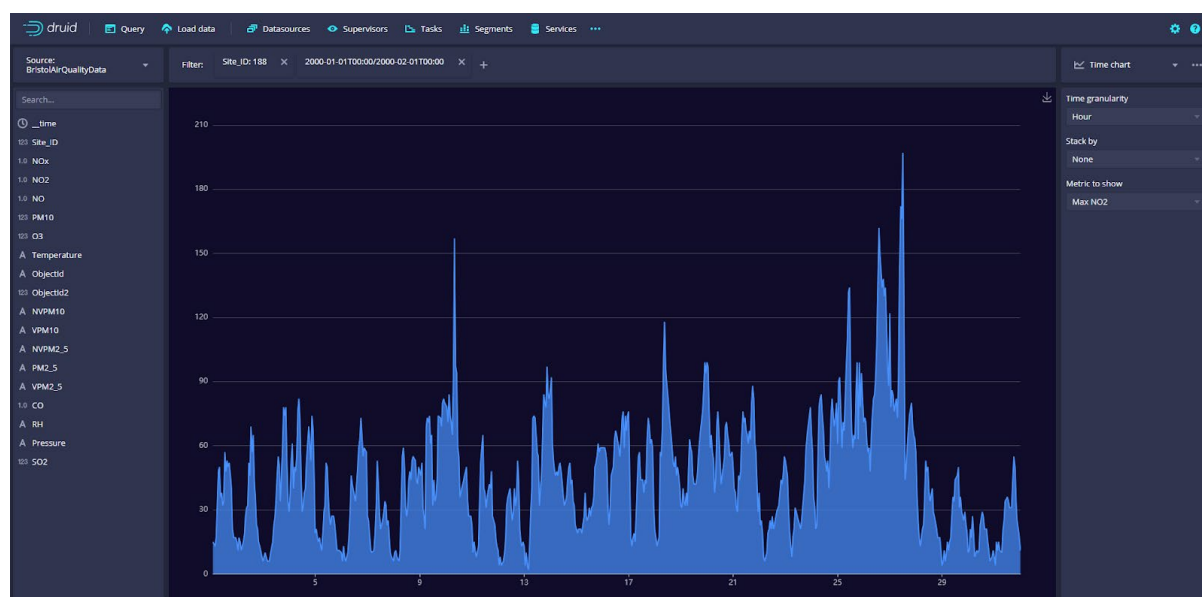 druid Query Load data Datasources Supervisors Tasks Segments Services
Source:
BristolAirQualityData
Filter: Site_ID: 188 2000-01-01T00:00/2000-02-01T00:00
Time chart
Search...
__time
123 Site_ID
1.0 NOx
1.0 NO2
1.0 NO
123 PM10
123 O3
A Temperature
A ObjectId
123 ObjectId2
A NVPM10
A VPM10
A NVPM2_5
A PM2_5
A VPM2_5
1.0 CO
A RH
A Pressure
123 SO2
210
180
150
120
90
60
30
0
5 9 13 17 21 25 29
Time granularity
Hour
Stack by
None
Metric to show
Max NO2